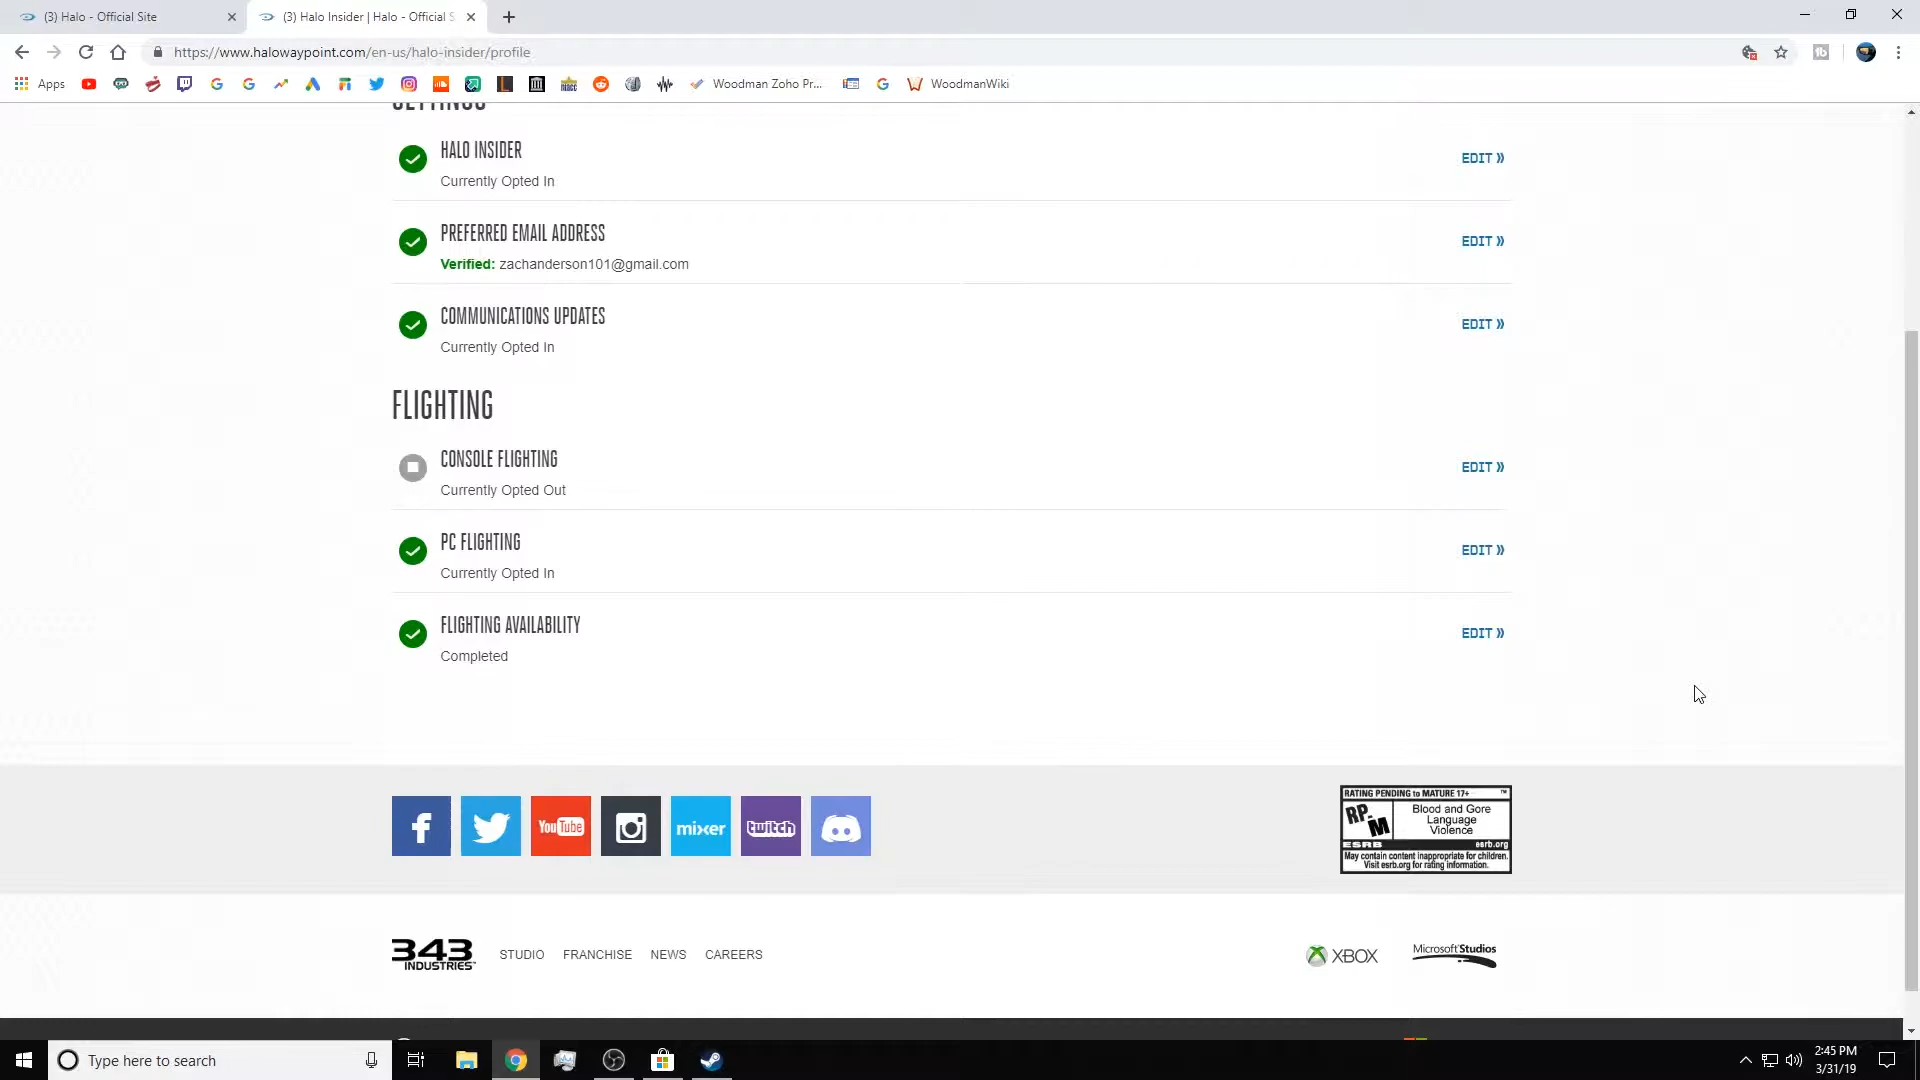 (3) Halo - Official Site
(3) Halo Insider | Halo - Official S
https://www.halowaypoint.com/en-us/halo-insider/profile
Apps
Woodman Zoho Pr...
WoodmanWiki
SETTINGS
HALO INSIDER
EDIT »
Currently Opted In
PREFERRED EMAIL ADDRESS
EDIT »
Verified: zachanderson101@gmail.com
COMMUNICATIONS UPDATES
EDIT »
Currently Opted In
FLIGHTING
CONSOLE FLIGHTING
EDIT »
Currently Opted Out
PC FLIGHTING
EDIT »
Currently Opted In
FLIGHTING AVAILABILITY
EDIT »
Completed
YouTube
mixer
twitch
RATING PENDING to MATURE 17+ ™
RP-M
Blood and Gore
Language
Violence
ESRB esrb.org
May contain content inappropriate for children.
Visit esrb.org for rating information.
343
INDUSTRIES™
STUDIO FRANCHISE NEWS CAREERS
XBOX
Microsoft Studios
Type here to search
2:45 PM
3/31/19